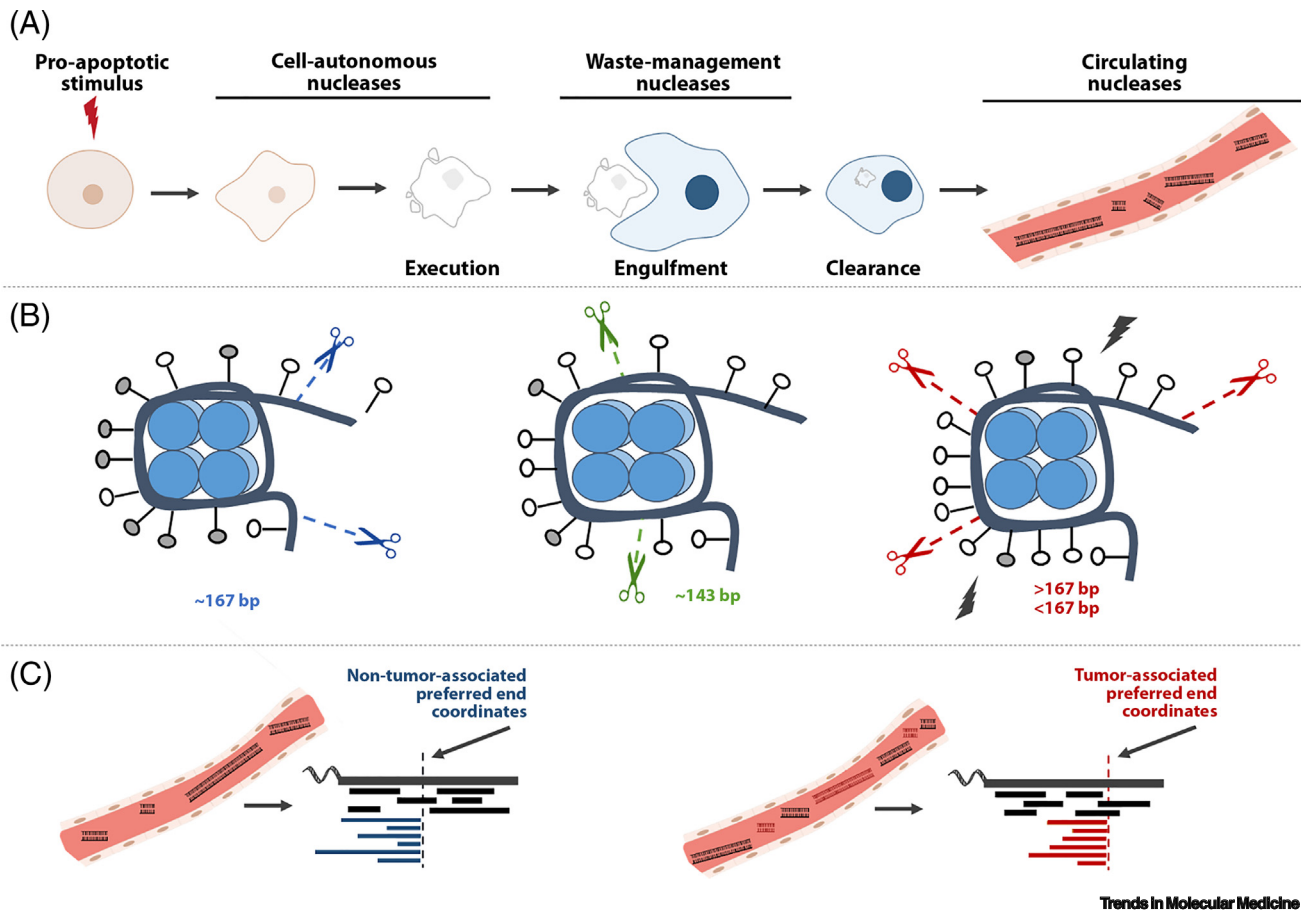 (A)
Pro-apoptotic
stimulus
Cell-autonomous
nucleases
Waste-management
nucleases
Circulating
nucleases
Execution
Engulfment
Clearance
(B)
~167 bp
~143 bp
>167 bp
<167 bp
(C)
Non-tumor-associated
preferred end
coordinates
Tumor-associated
preferred end
coordinates
Trends in Molecular Medicine